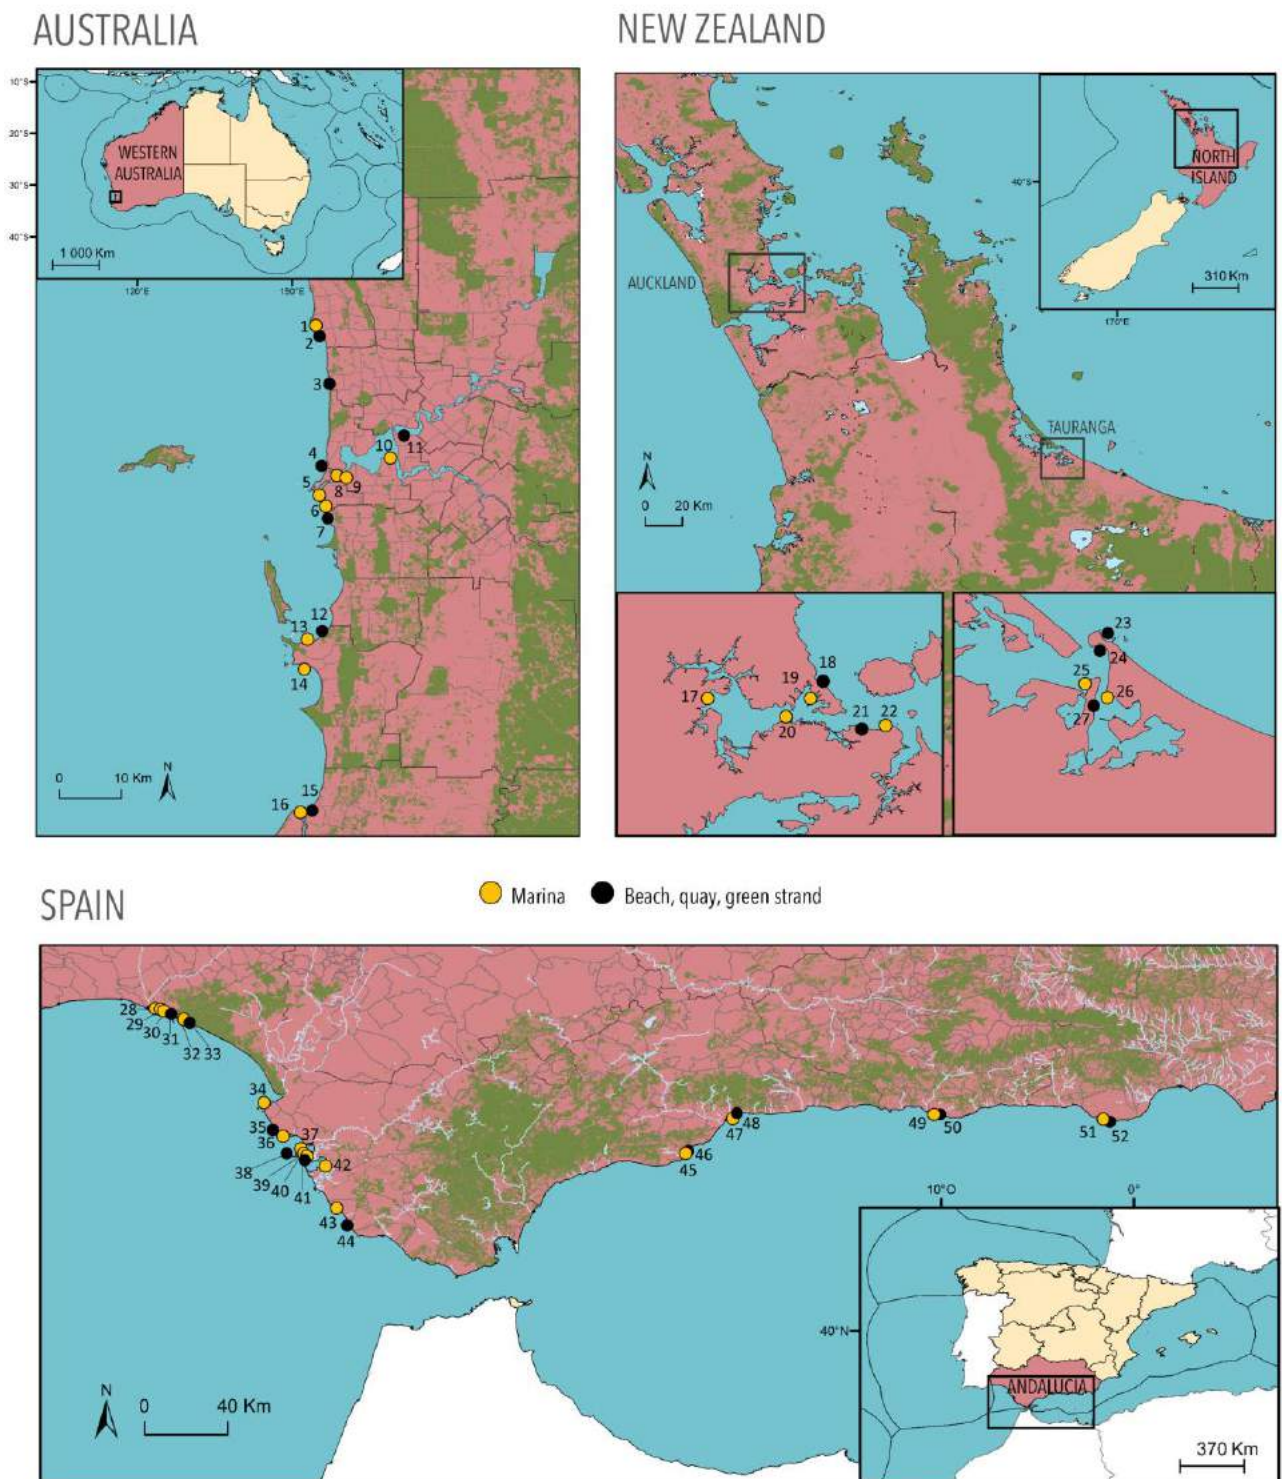 AUSTRALIA
10°S
20°S
30°S
40°S
WESTERN
AUSTRALIA
1 000 Km
120°E
150°E
1
2
3
4
5
6
7
8
9
10
11
12
13
14
15
16
0
10 Km
N
NEW ZEALAND
40°S
NORTH
ISLAND
310 Km
170°E
AUCKLAND
TAURANGA
N
0
20 Km
17
18
19
20
21
22
23
24
25
26
27
SPAIN
Marina
Beach, quay, green strand
28
29
30
31
32
33
34
35
36
37
38
39
40
41
42
43
44
45
46
47
48
49
50
51
52
N
0
40 Km
10°O
0°
40°N
ANDALUCIA
370 Km